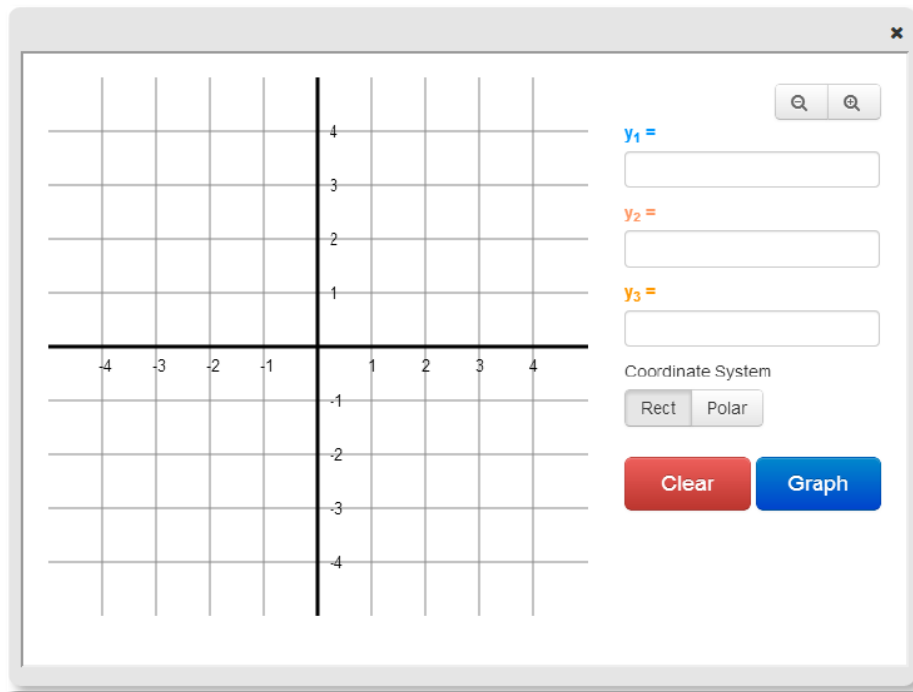 ✖
4
3
2
1
-4 -3 -2 -1 1 2 3 4
-1
-2
-3
-4
y1 =
y2 =
y3 =
Coordinate System
Rect Polar
Clear Graph